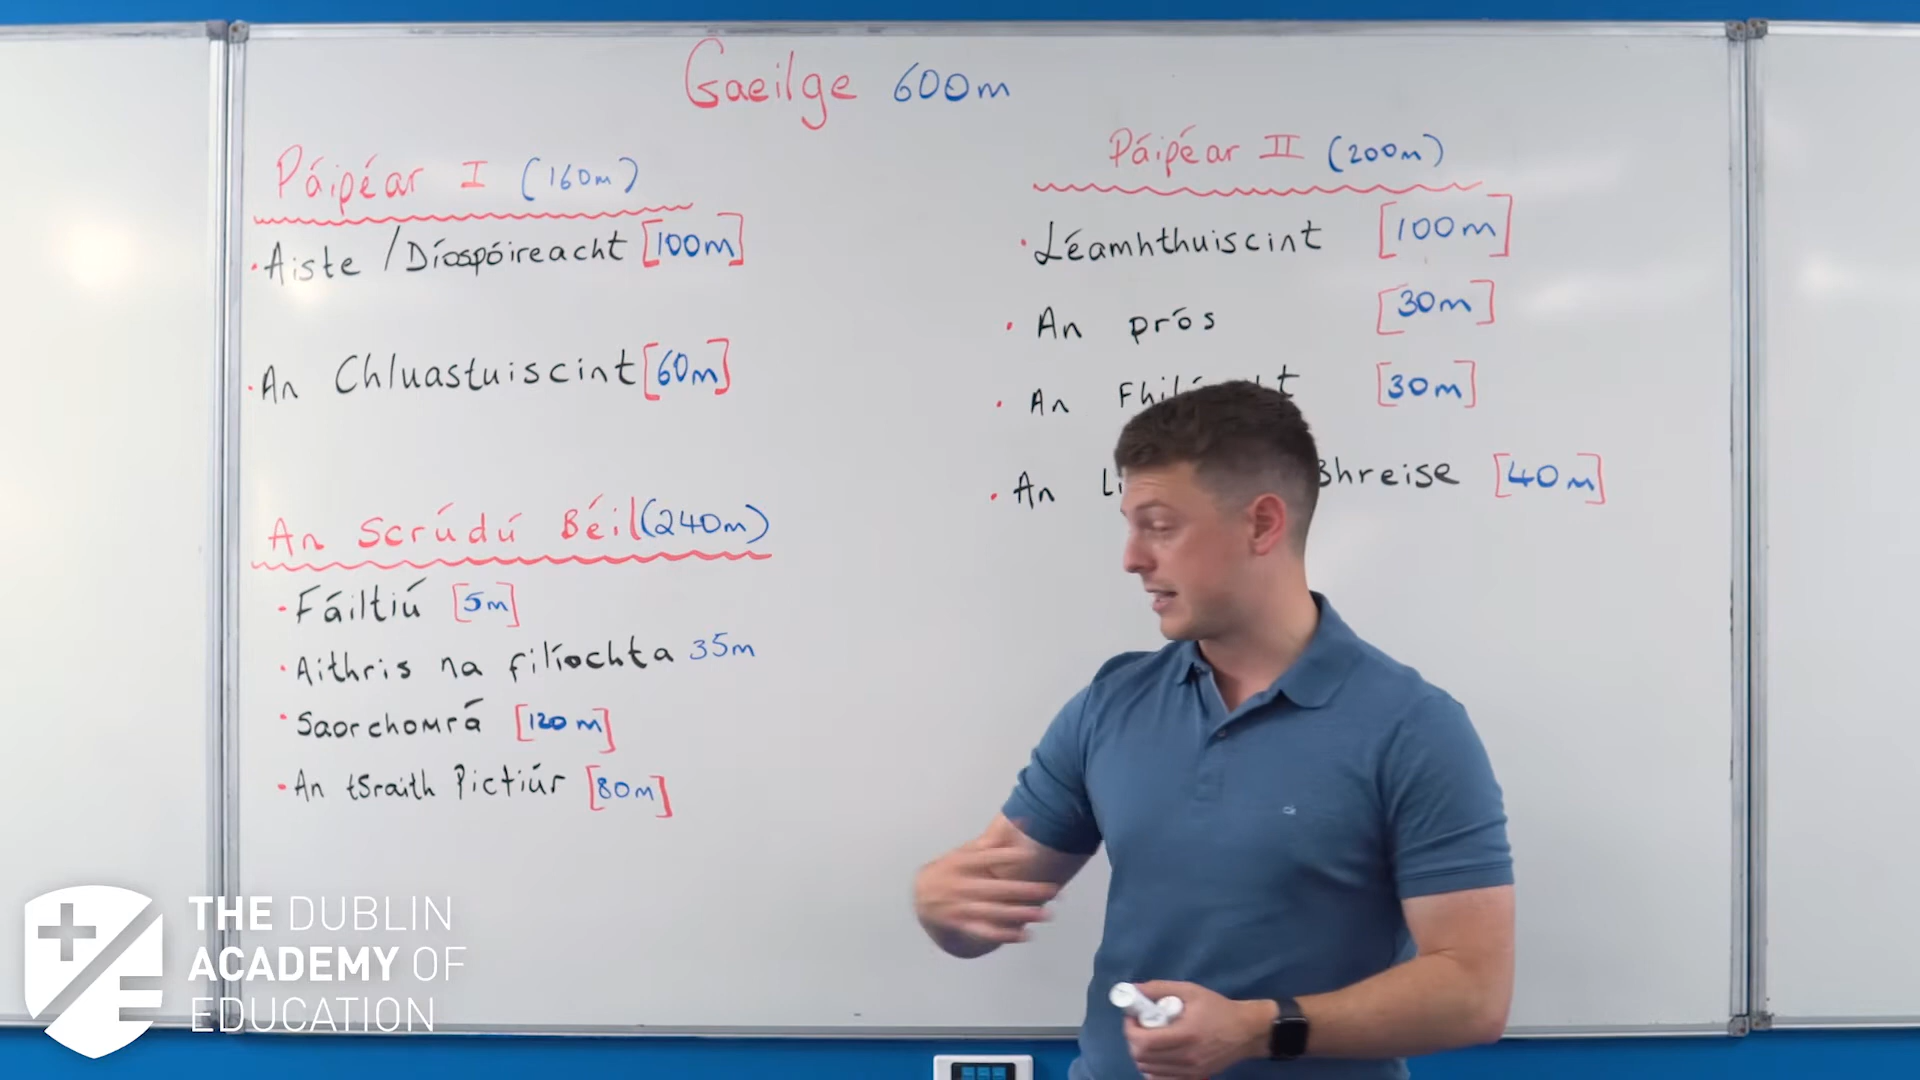 Gaeilge 600m
Páipéar I (160m)
·Aiste /Díospóireacht [100m]
·An Chluastuiscint [60m]
An Scrúdú Béil (240m)
·Fáiltiú [5m]
·Aithris na filíochta 35m
·Saorchomrá [120m]
·An tSraith Pictiúr [80m]
Páipéar II (200m)
·Léamhthuiscint [100m]
·An prós [30m]
·An [30m]
·An Bhreise [40m]
THE DUBLIN
ACADEMY OF
EDUCATION